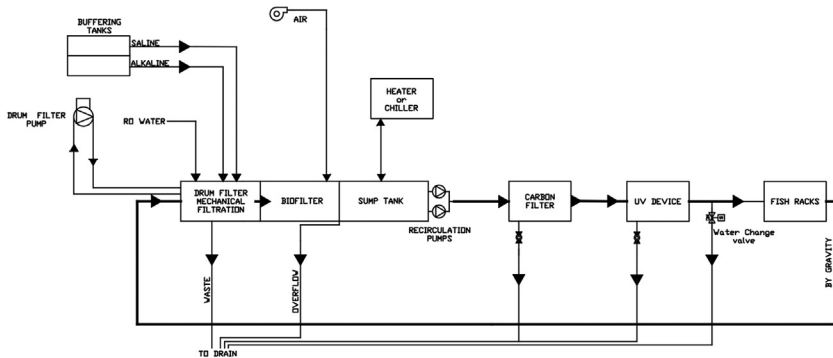 BUFFERING
TANKS
SALINE
ALKALINE
AIR
HEATER
or
CHILLER
DRUM FILTER
PUMP
RO WATER
DRUM FILTER
MECHANICAL
FILTRATION
BIOFILTER
SUMP TANK
RECIRCULATION
PUMPS
CARBON
FILTER
UV DEVICE
FISH RACKS
Water Change
valve
BY GRAVITY
WASTE
OVERFLOW
TO DRAIN